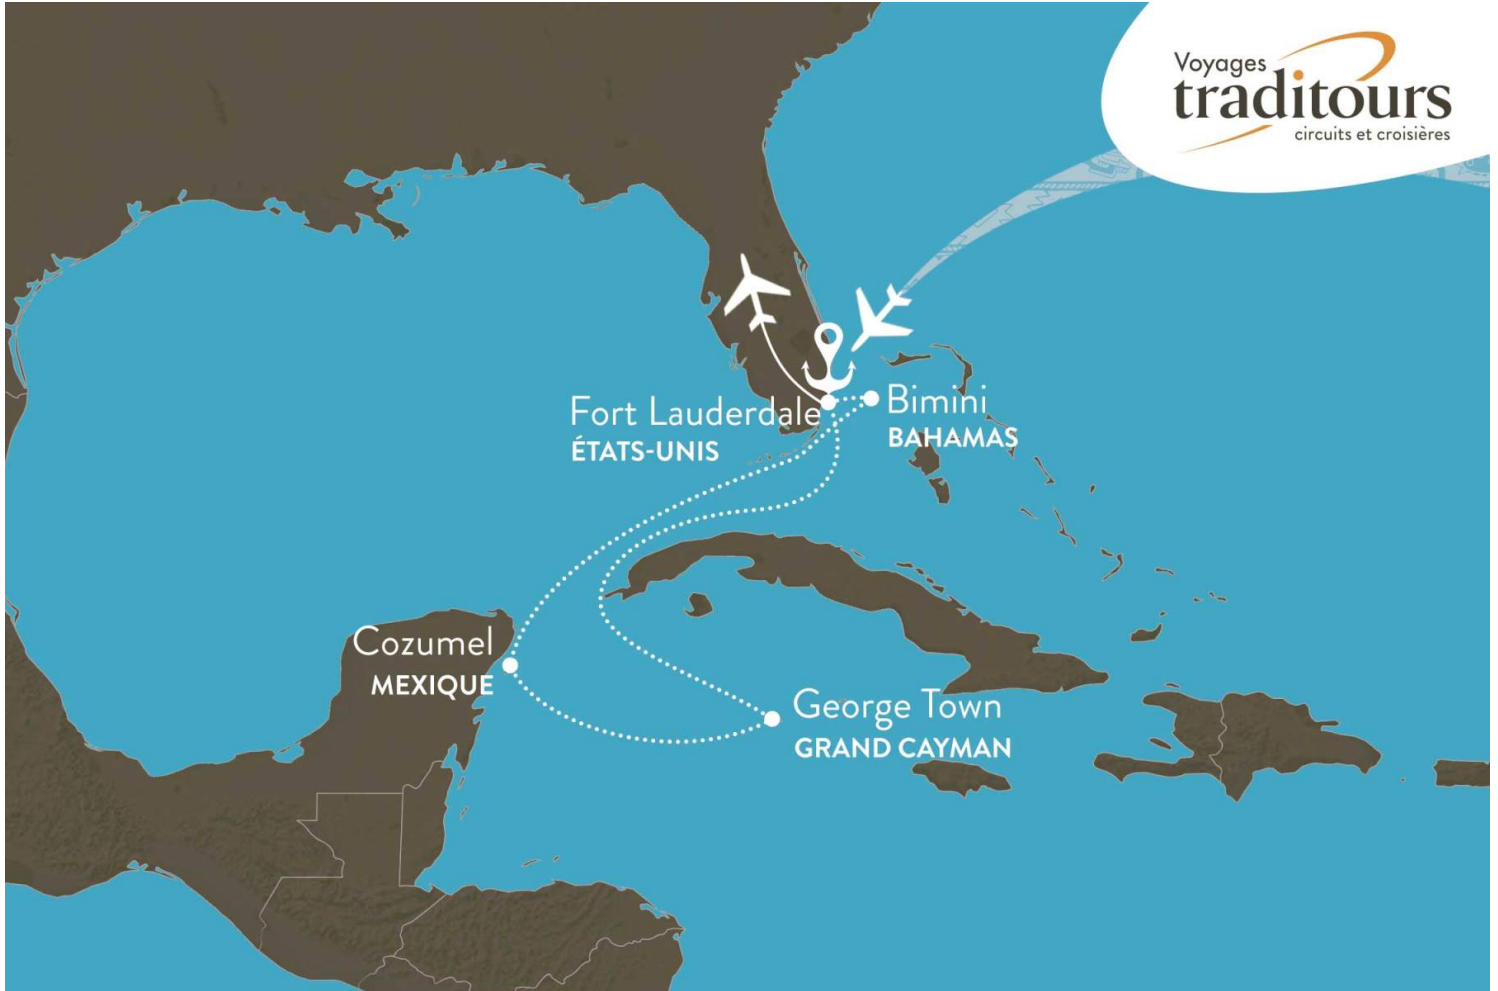 Voyages
traditours
circuits et croisières
Fort Lauderdale
ÉTATS-UNIS
Bimini
BAHAMAS
Cozumel
MEXIQUE
George Town
GRAND CAYMAN